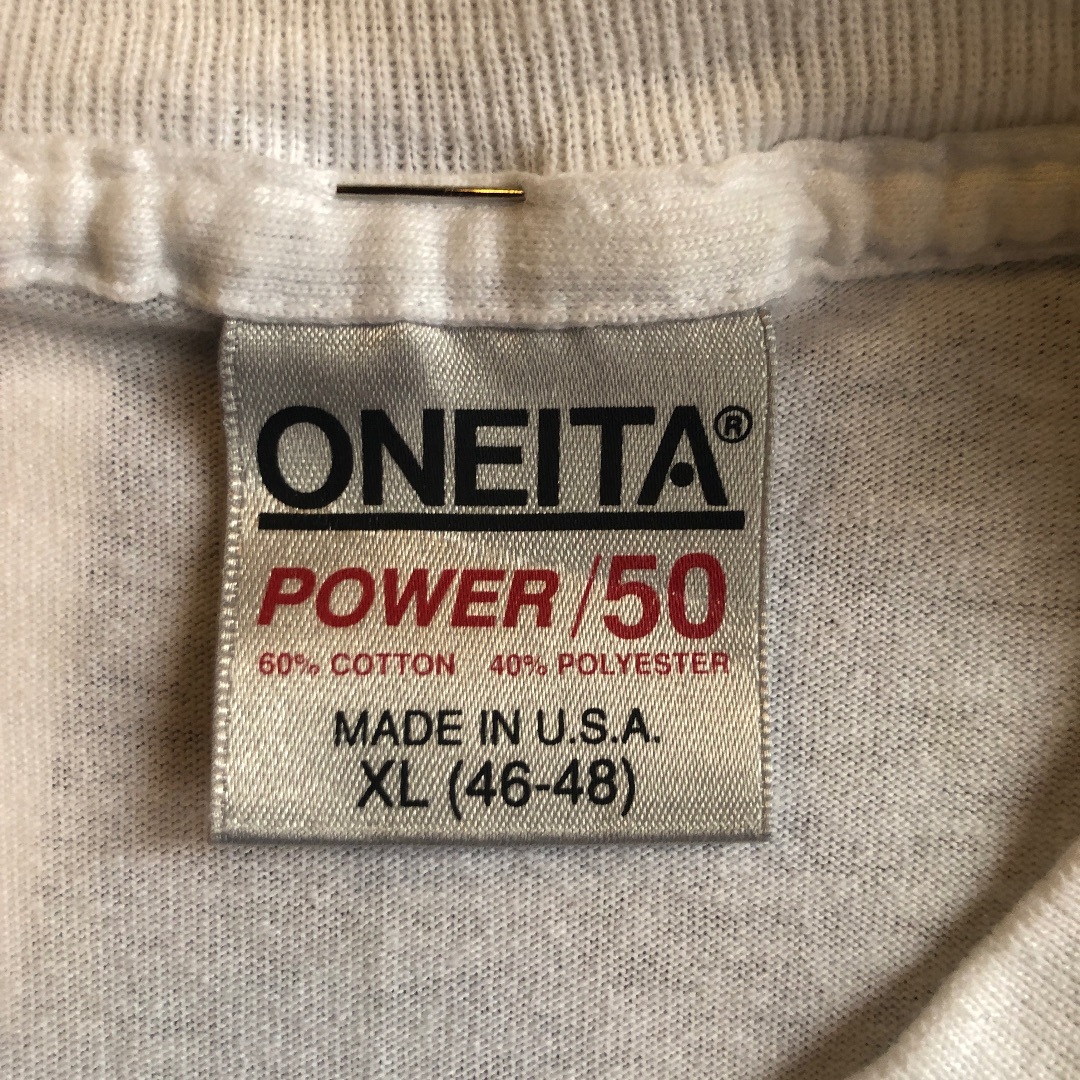 ONEITA®
POWER/50
60% COTTON 40% POLYESTER
MADE IN U.S.A.
XL (46-48)